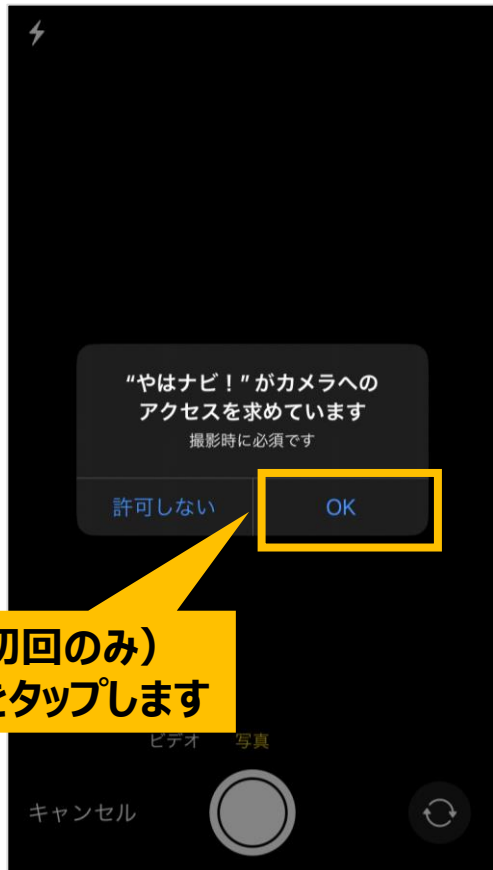 “やはナビ！”がカメラへの
アクセスを求めています
撮影時に必須です
許可しない
OK
初回のみ）
をタップします
ビデオ
写真
キャンセル